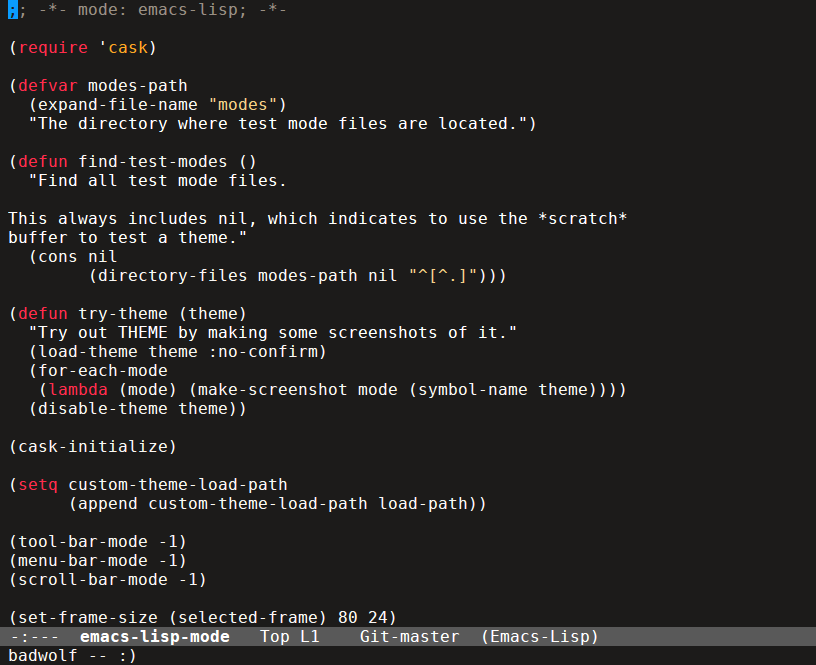 ;; -*- mode: emacs-lisp; -*-

(require 'cask)

(defvar modes-path
  (expand-file-name "modes")
  "The directory where test mode files are located.")

(defun find-test-modes ()
  "Find all test mode files.

This always includes nil, which indicates to use the *scratch*
buffer to test a theme."
  (cons nil
        (directory-files modes-path nil "^[^.]")))

(defun try-theme (theme)
  "Try out THEME by making some screenshots of it."
  (load-theme theme :no-confirm)
  (for-each-mode
   (lambda (mode) (make-screenshot mode (symbol-name theme))))
  (disable-theme theme))

(cask-initialize)

(setq custom-theme-load-path
      (append custom-theme-load-path load-path))

(tool-bar-mode -1)
(menu-bar-mode -1)
(scroll-bar-mode -1)

(set-frame-size (selected-frame) 80 24)
-:---  emacs-lisp-mode   Top L1    Git-master  (Emacs-Lisp)
badwolf -- :)